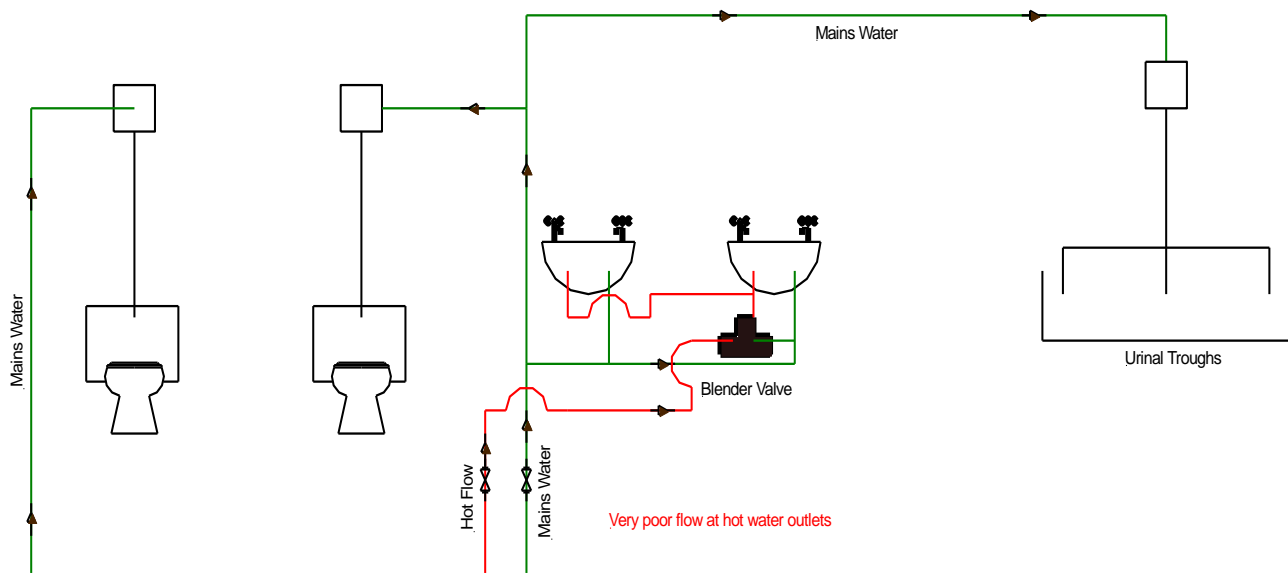 Mains Water
Mains Water
Urinal Troughs
Blender Valve
Hot Flow
Mains Water
Very poor flow at hot water outlets